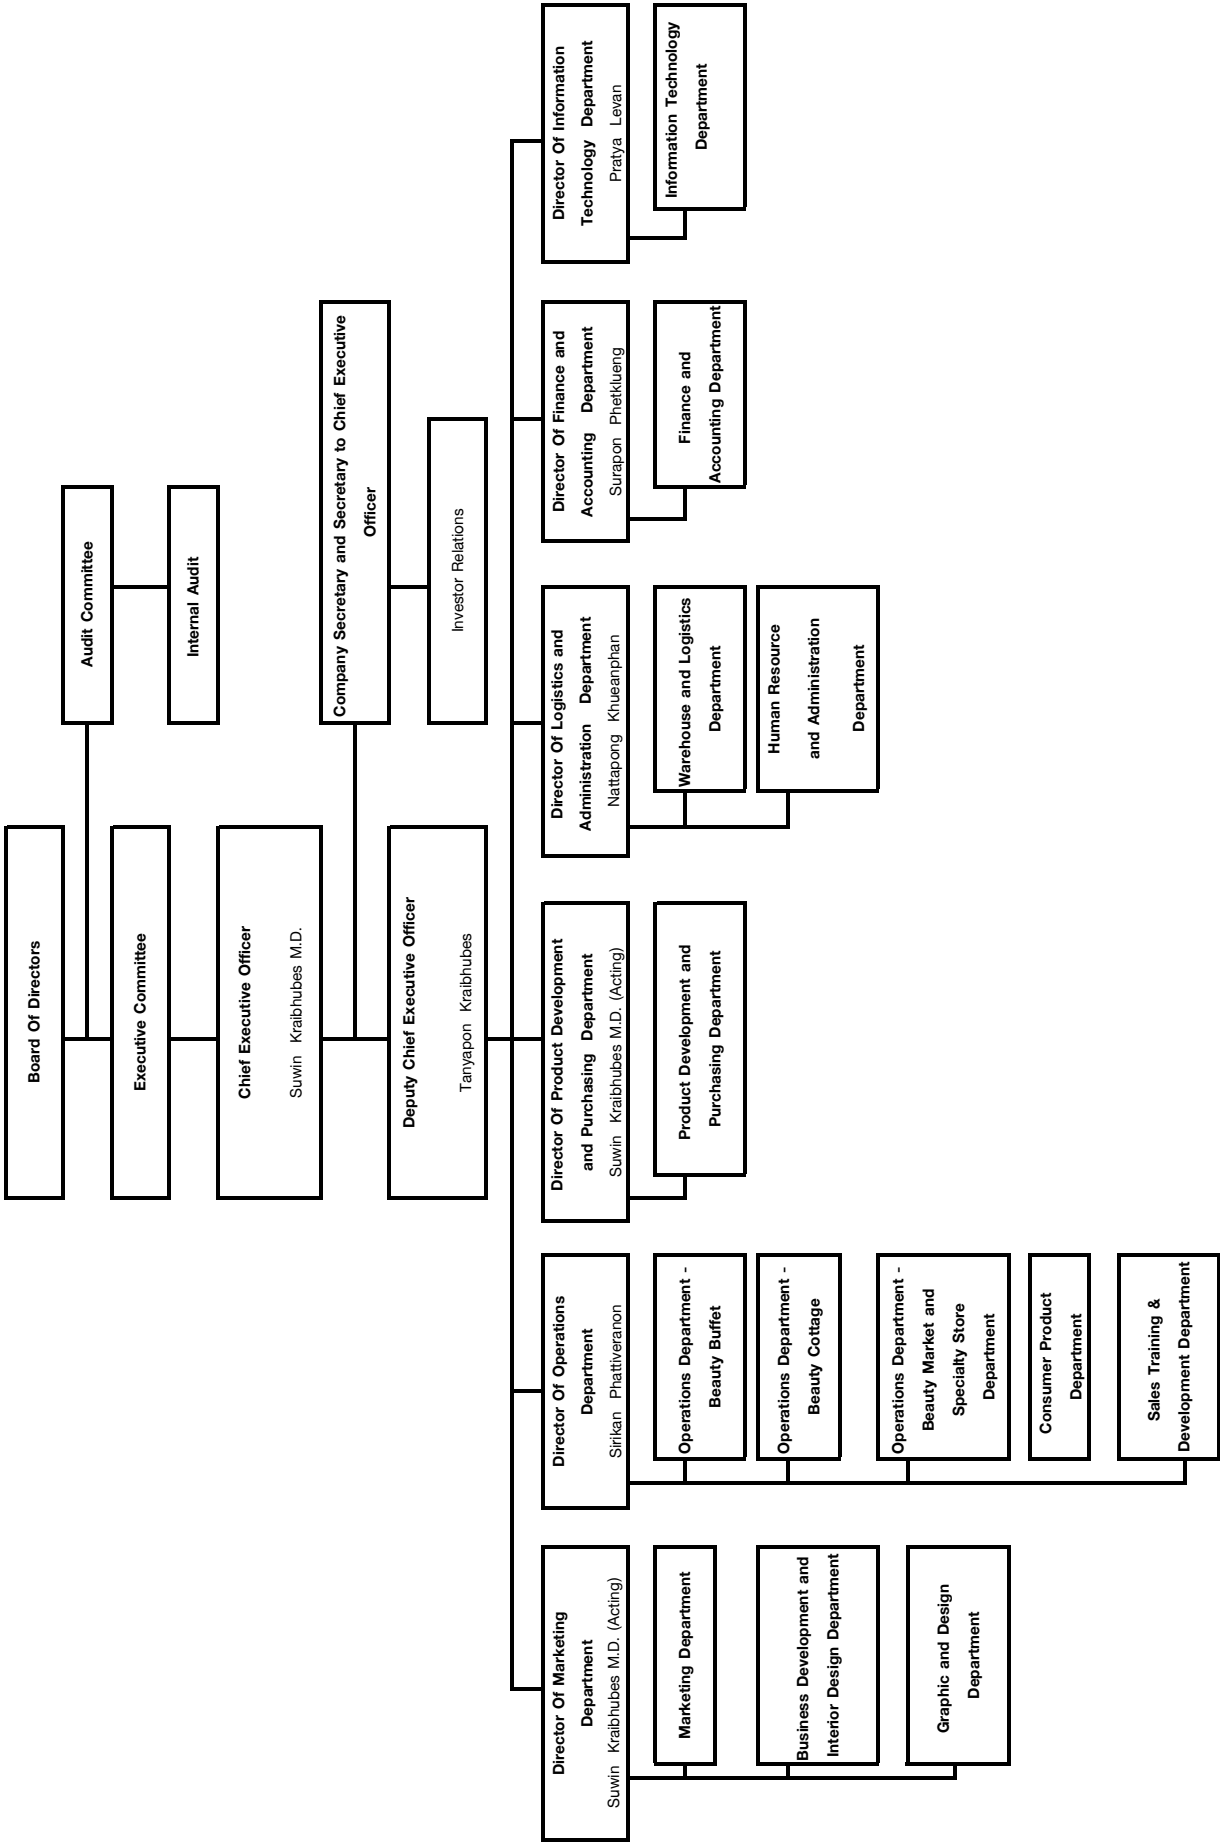 Board Of Directors
Audit Committee
Executive Committee
Internal Audit
Chief Executive Officer
Suwin Kraibhubes M.D.
Company Secretary and Secretary to Chief Executive
Officer
Deputy Chief Executive Officer
Tanyapon Kraibhubes
Investor Relations
Director Of Marketing
Department
Suwin Kraibhubes M.D. (Acting)
Director Of Operations
Department
Sirikan Phattiveranon
Director Of Product Development
and Purchasing Department
Suwin Kraibhubes M.D. (Acting)
Director Of Logistics and
Administration Department
Nattapong Khueanphan
Director Of Finance and
Accounting Department
Surapon Phetklueng
Director Of Information
Technology Department
Pratya Levan
Marketing Department
Business Development and
Interior Design Department
Graphic and Design
Department
Operations Department -
Beauty Buffet
Operations Department -
Beauty Cottage
Operations Department -
Beauty Market and
Specialty Store
Department
Consumer Product
Department
Sales Training &
Development Department
Product Development and
Purchasing Department
Warehouse and Logistics
Department
Human Resource
and Administration
Department
Finance and
Accounting Department
Information Technology
Department